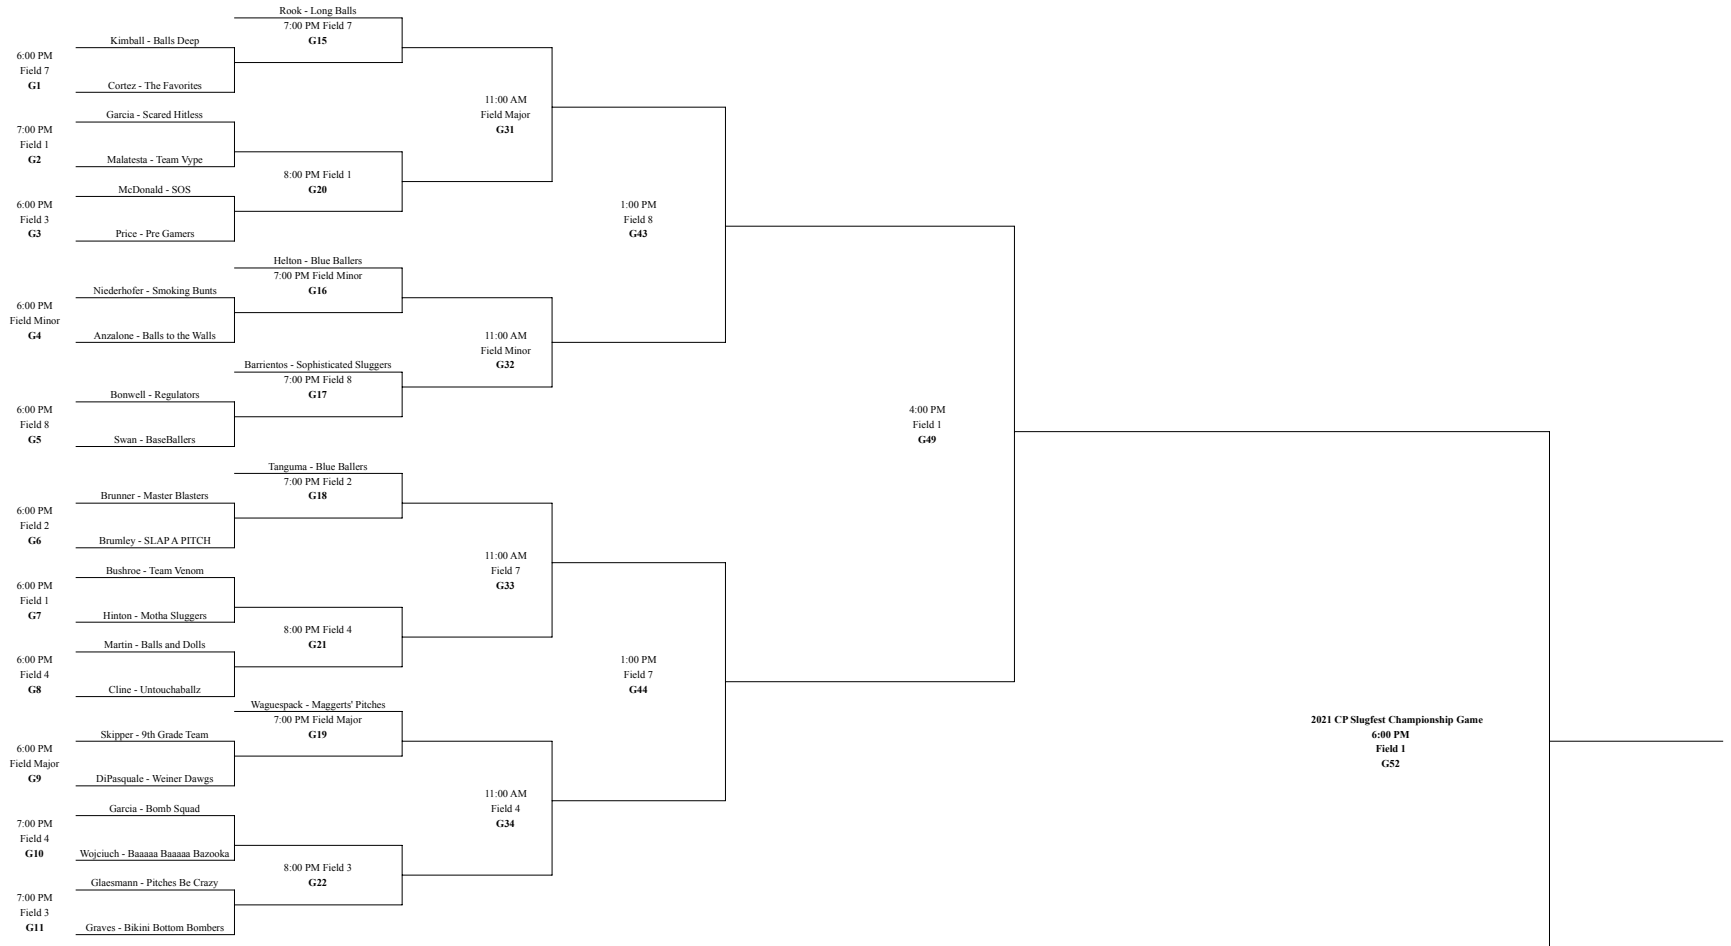 Rook - Long Balls
7:00 PM Field 7
G15
Kimball - Balls Deep
6:00 PM
Field 7
G1
Cortez - The Favorites
11:00 AM
Field Major
G31
Garcia - Scared Hitless
7:00 PM
Field 1
G2
Malatesta - Team Vype
8:00 PM Field 1
G20
McDonald - SOS
6:00 PM
Field 3
G3
Price - Pre Gamers
1:00 PM
Field 8
G43
Helton - Blue Ballers
7:00 PM Field Minor
G16
Niederhofer - Smoking Bunts
6:00 PM
Field Minor
G4
Anzalone - Balls to the Walls
11:00 AM
Field Minor
G32
Barrientos - Sophisticated Sluggers
7:00 PM Field 8
G17
Bonwell - Regulators
6:00 PM
Field 8
G5
Swan - BaseBallers
4:00 PM
Field 1
G49
Tanguma - Blue Ballers
7:00 PM Field 2
G18
Brunner - Master Blasters
6:00 PM
Field 2
G6
Brumley - SLAP A PITCH
11:00 AM
Field 7
G33
Bushroe - Team Venom
6:00 PM
Field 1
G7
Hinton - Motha Sluggers
8:00 PM Field 4
G21
Martin - Balls and Dolls
6:00 PM
Field 4
G8
Cline - Untouchaballz
1:00 PM
Field 7
G44
Waguespack - Maggerts' Pitches
7:00 PM Field Major
G19
Skipper - 9th Grade Team
6:00 PM
Field Major
G9
DiPasquale - Weiner Dawgs
2021 CP Slugfest Championship Game
6:00 PM
Field 1
G52
11:00 AM
Field 4
G34
Garcia - Bomb Squad
7:00 PM
Field 4
G10
Wojciuch - Baaaaa Baaaaa Bazooka
8:00 PM Field 3
G22
Glaesmann - Pitches Be Crazy
7:00 PM
Field 3
G11
Graves - Bikini Bottom Bombers